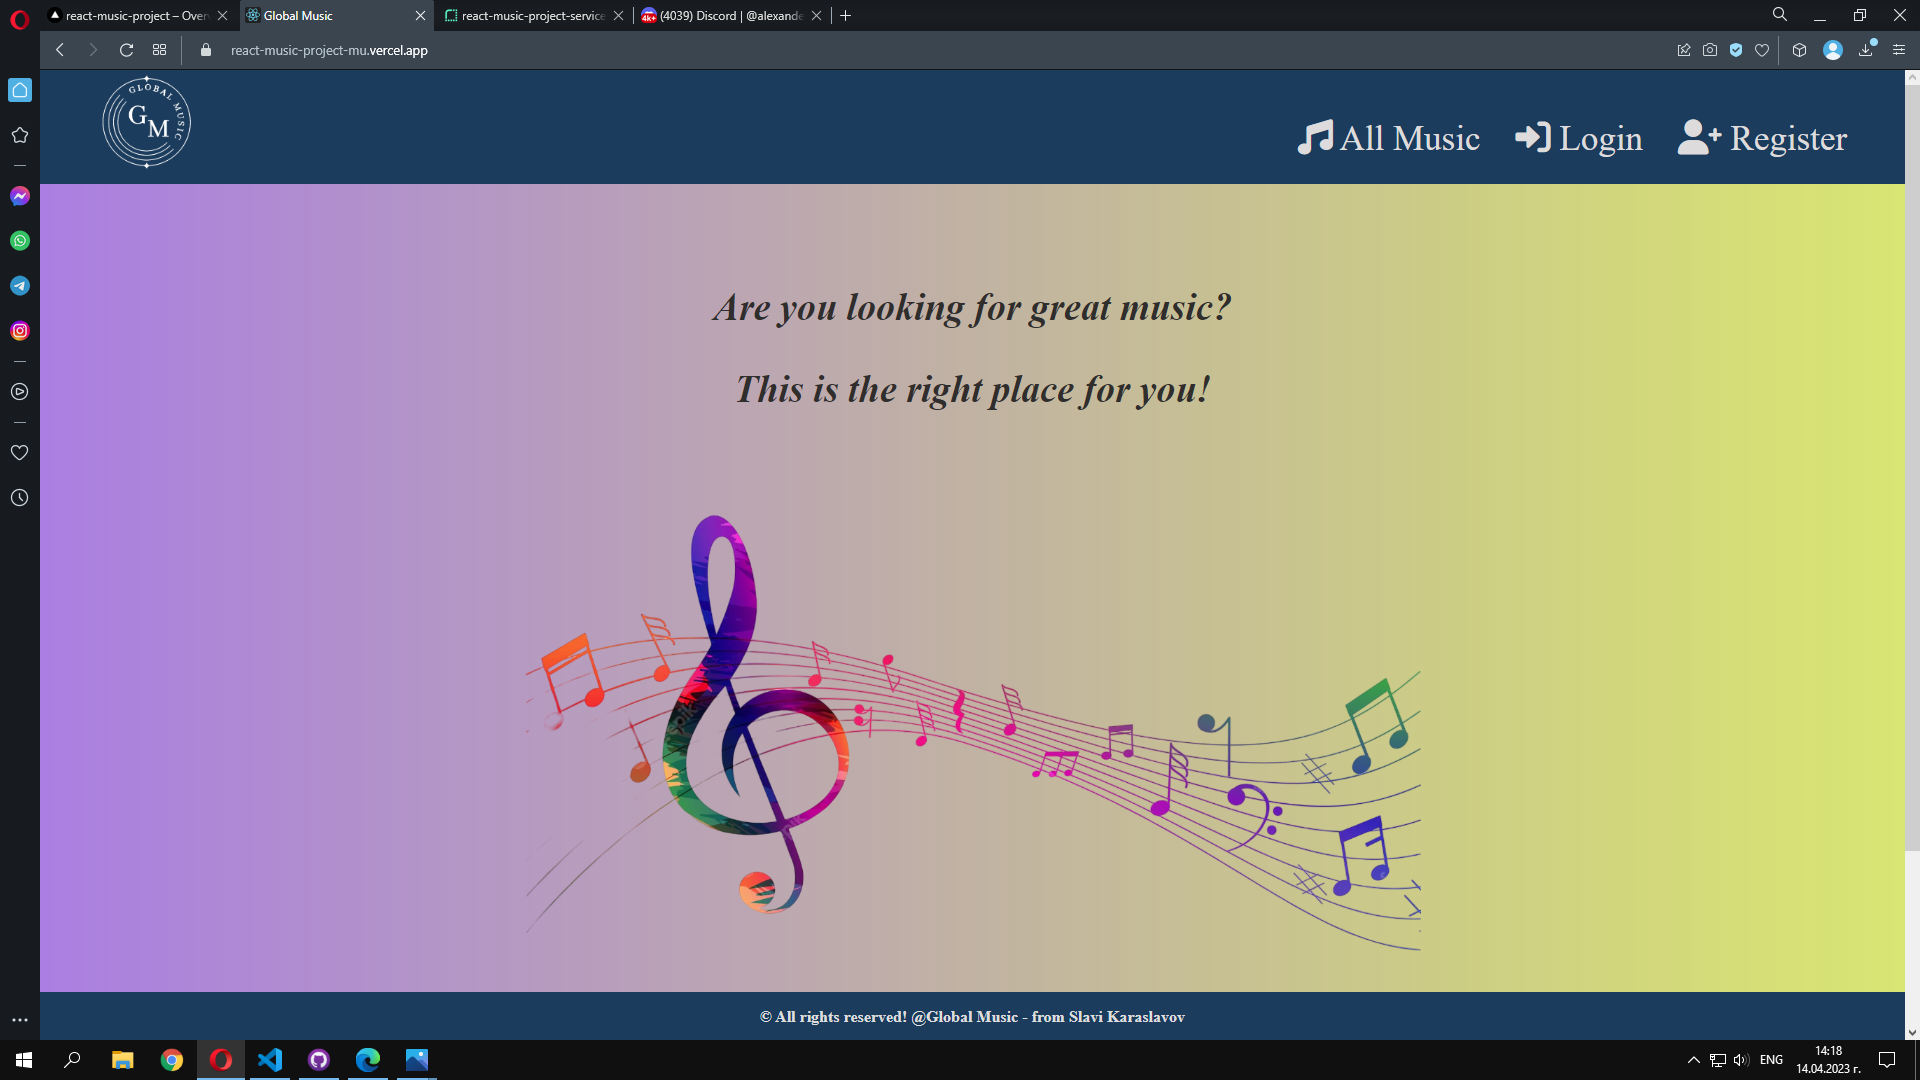 react-music-project – Over
Global Music
react-music-project-service
(4039) Discord | @alexande
react-music-project-mu.vercel.app
GLOBAL MUSIC
G
M
All Music
Login
Register
Are you looking for great music?
This is the right place for you!
© All rights reserved! @Global Music - from Slavi Karaslavov
ENG
14:18
14.04.2023 г.